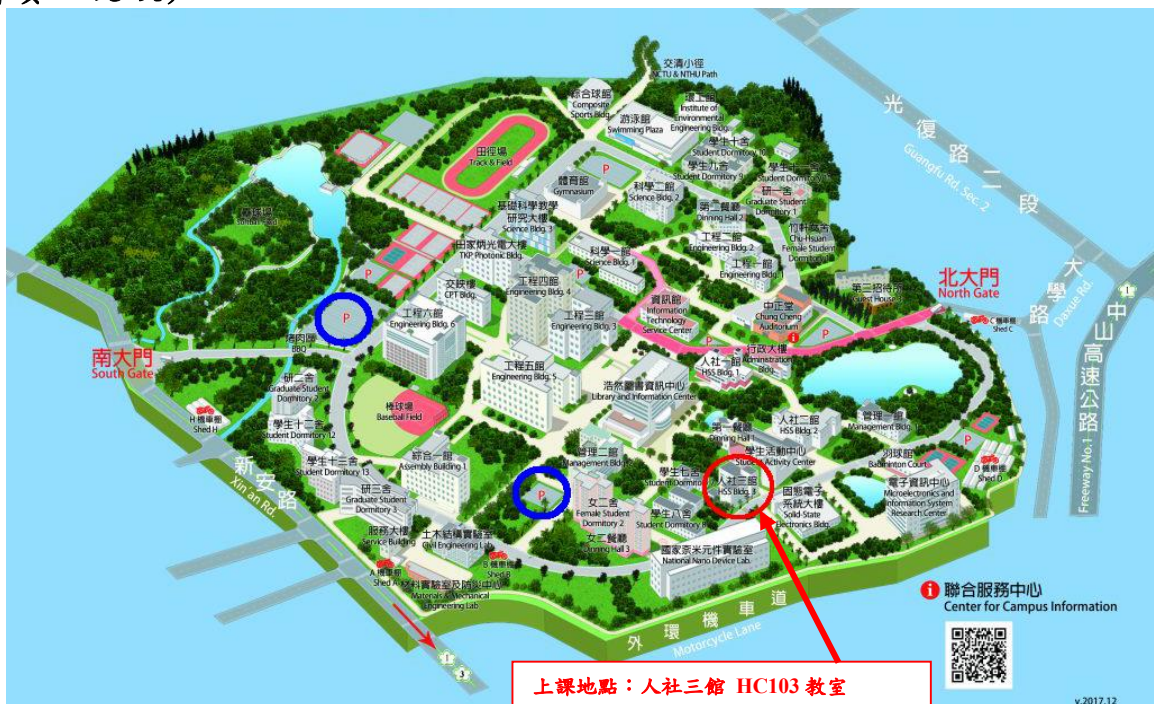 交清小徑
NCTU & NTHU Path
綜合球館
Composite
Sports Bldg.
環工館
Institute of
Environmental
Engineering Bldg.
游泳館
Swimming Plaza
光復路二段
Guangfu Rd. Sec. 2
田徑場
Track & Field
學生十舍
Student Dormitory 10
學生九舍
Student Dormitory 9
P
體育館
Gymnasium
科學二館
Science Bldg. 2
研一舍
Graduate Student
Dormitory 1
基礎科學教學
研究大樓
Science Bldg. 3
第二餐廳
Dinning Hall 2
竹軒
Female Student
田家炳光電大樓
TKP Photonic Bldg.
科學一館
Science Bldg. 1
工程二館
Engineering Bldg. 2
工程一館
Engineering Bldg. 1
大學路
Daxue Rd.
中山高速公路
Freeway No.1
1
P
P
交映樓
CPT Bldg.
工程四館
Engineering Bldg. 4
資訊館
Information
Technology
Service Center
中正堂
Chung Cheng
Auditorium
第三招待所
Guest House
北大門
North Gate
C機車棚
Shed C
P
P
工程六館
Engineering Bldg. 6
工程三館
Engineering Bldg. 3
烤肉區
BBQ
南大門
South Gate
人社一館
HSS Bldg. 1
行政大樓
Administration
Bldg.
工程五館
Engineering Bldg. 5
浩然圖書資訊中心
Library and Information Center
研二舍
Graduate Student
Dormitory 2
棒球場
Baseball Field
H機車棚
Shed H
學生十二舍
Student Dormitory 12
第一餐廳
Dinning Hall 1
人社二館
HSS Bldg. 2
管理一館
Management Bldg. 1
P
綜合一館
Assembly Building 1
管理二館
Management Bldg. 2
學生活動中心
Student Activity Center
羽球館
Badminton Court
D機車棚
Shed D
新安路
Xin'an Rd.
學生十三舍
Student Dormitory 13
學生七舍
人社三館
HSS Bldg. 3
電子資訊中心
Microelectronics and
Information System
Research Center
研三舍
Graduate Student
Dormitory 3
P
女二舍
Female Student
Dormitory 2
固態電子
系統大樓
Solid-State
Electronics Bldg.
學生八舍
Student Dormitory 8
服務大樓
Service Building
土木結構實驗室
Civil Engineering Lab.
女二餐廳
Dinning Hall 3
國家奈米元件實驗室
National Nano Device Lab.
B機車棚
Shed B
A機車棚
Shed A
材料實驗室及防災中心
Materials & Mechanical
Engineering Lab
外環機車道
Motorcycle Lane
1
3
聯合服務中心
Center for Campus Information
上課地點：人社三館 HC103 教室
v.2017.12